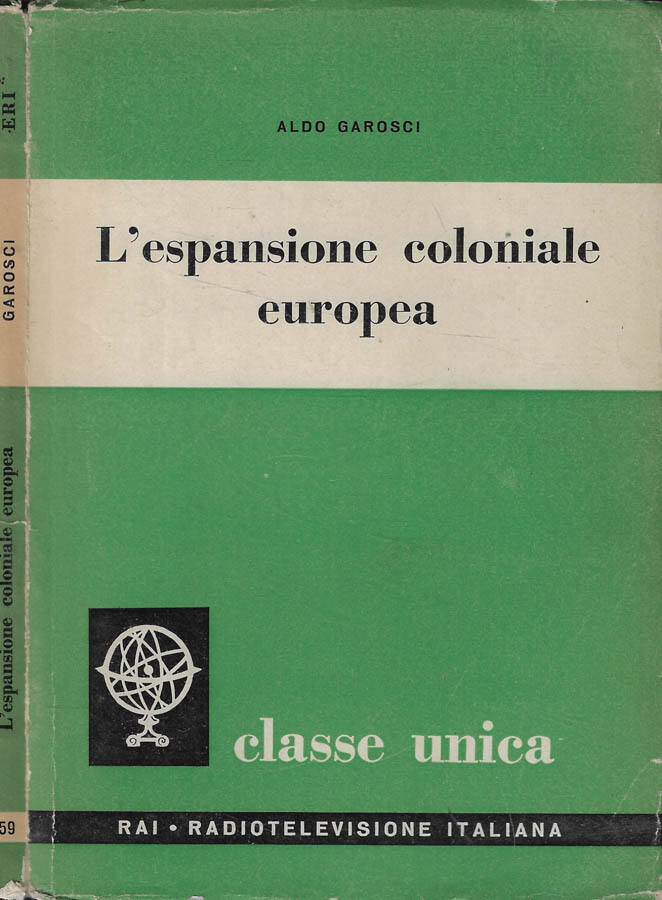 ALDO GAROSCI
L'espansione coloniale
europea
classe unica
RAI • RADIOTELEVISIONE ITALIANA
ERI
GAROSCI
L'espansione coloniale europea
59